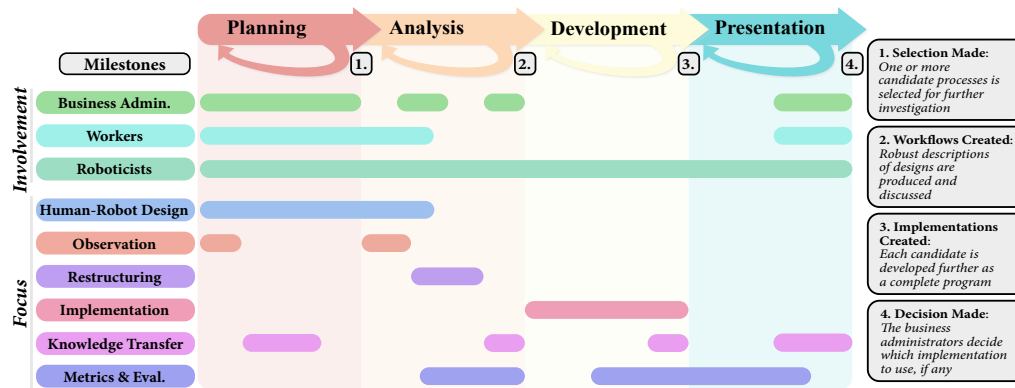 Planning
Analysis
Development
Presentation
Milestones
1.
2.
3.
4.
Involvement
Business Admin.
Workers
Roboticists
Focus
Human-Robot Design
Observation
Restructuring
Implementation
Knowledge Transfer
Metrics & Eval.
1. Selection Made:
One or more
candidate processes is
selected for further
investigation
2. Workflows Created:
Robust descriptions
of designs are
produced and
discussed
3. Implementations
Created:
Each candidate is
developed further as
a complete program
4. Decision Made:
The business
administrators decide
which implementation
to use, if any